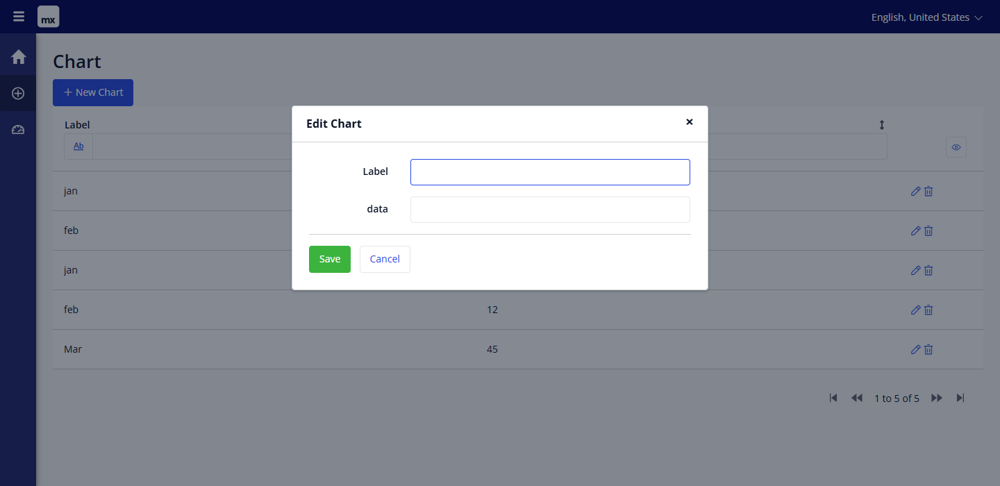 mx
English, United States
Chart
+ New Chart
Label
Ab
Edit Chart
×
Label
data
Save
Cancel
jan
feb
jan
feb 12
Mar 45
1 to 5 of 5